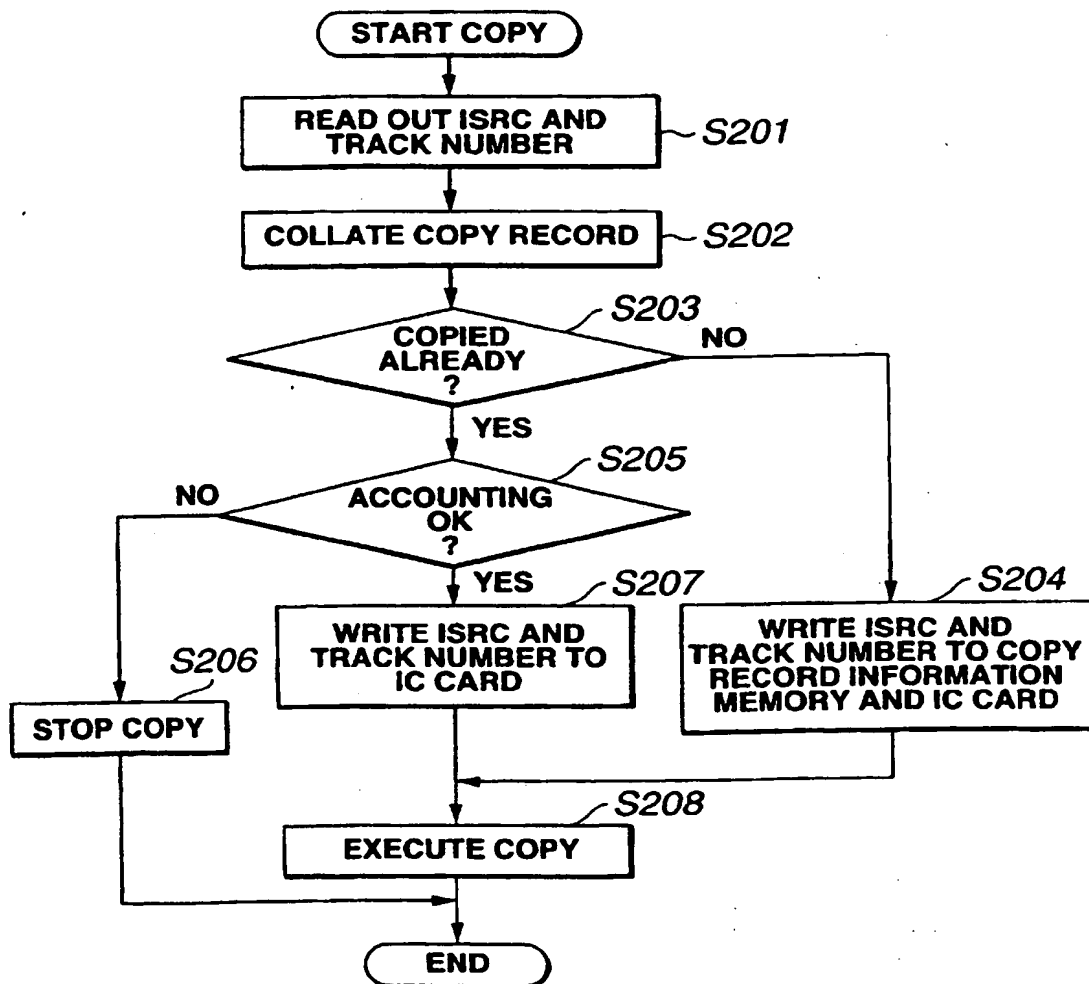 START COPY
READ OUT ISRC AND
TRACK NUMBER
S201
COLLATE COPY RECORD
S202
S203
COPIED
ALREADY
?
NO
YES
S205
NO
ACCOUNTING
OK
?
YES
S207
S204
WRITE ISRC AND
TRACK NUMBER TO
IC CARD
WRITE ISRC AND
TRACK NUMBER TO COPY
RECORD INFORMATION
MEMORY AND IC CARD
S206
STOP COPY
S208
EXECUTE COPY
END